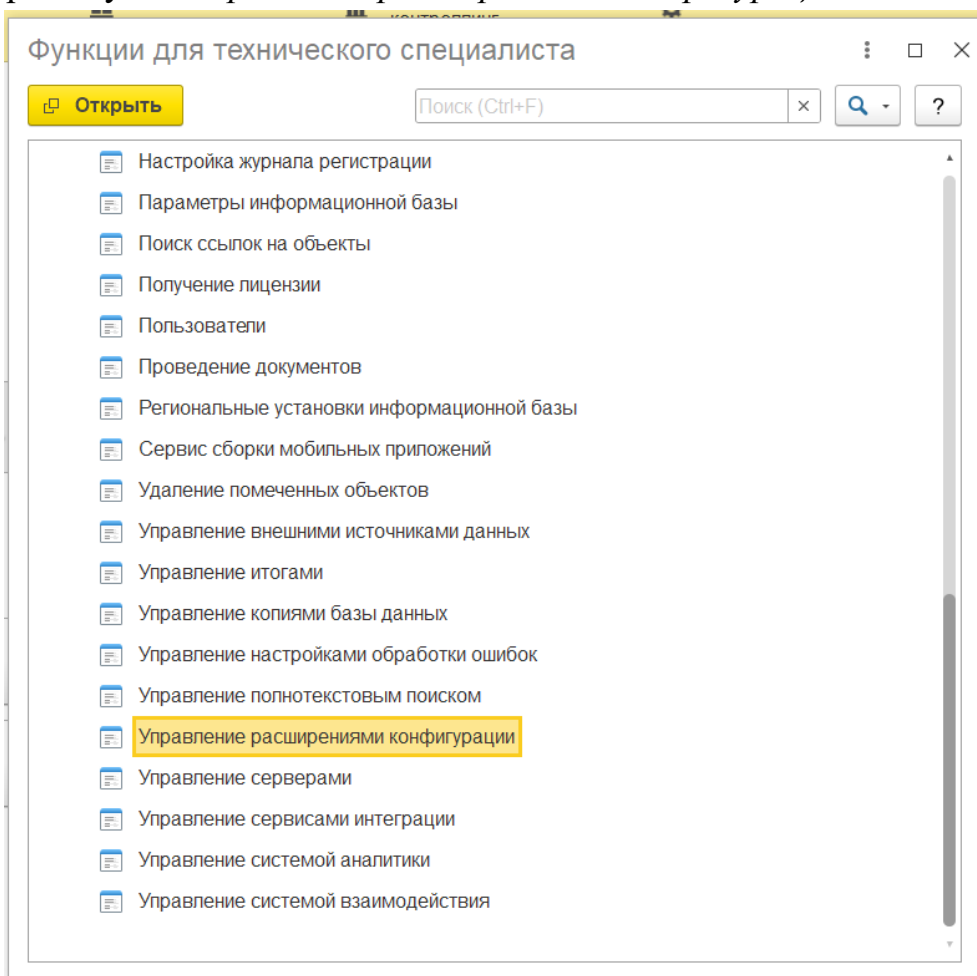 контроллинг
Функции для технического специалиста
Открыть
Поиск (Ctrl+F)
?
Настройка журнала регистрации
Параметры информационной базы
Поиск ссылок на объекты
Получение лицензии
Пользователи
Проведение документов
Региональные установки информационной базы
Сервис сборки мобильных приложений
Удаление помеченных объектов
Управление внешними источниками данных
Управление итогами
Управление копиями базы данных
Управление настройками обработки ошибок
Управление полнотекстовым поиском
Управление расширениями конфигурации
Управление серверами
Управление сервисами интеграции
Управление системой аналитики
Управление системой взаимодействия